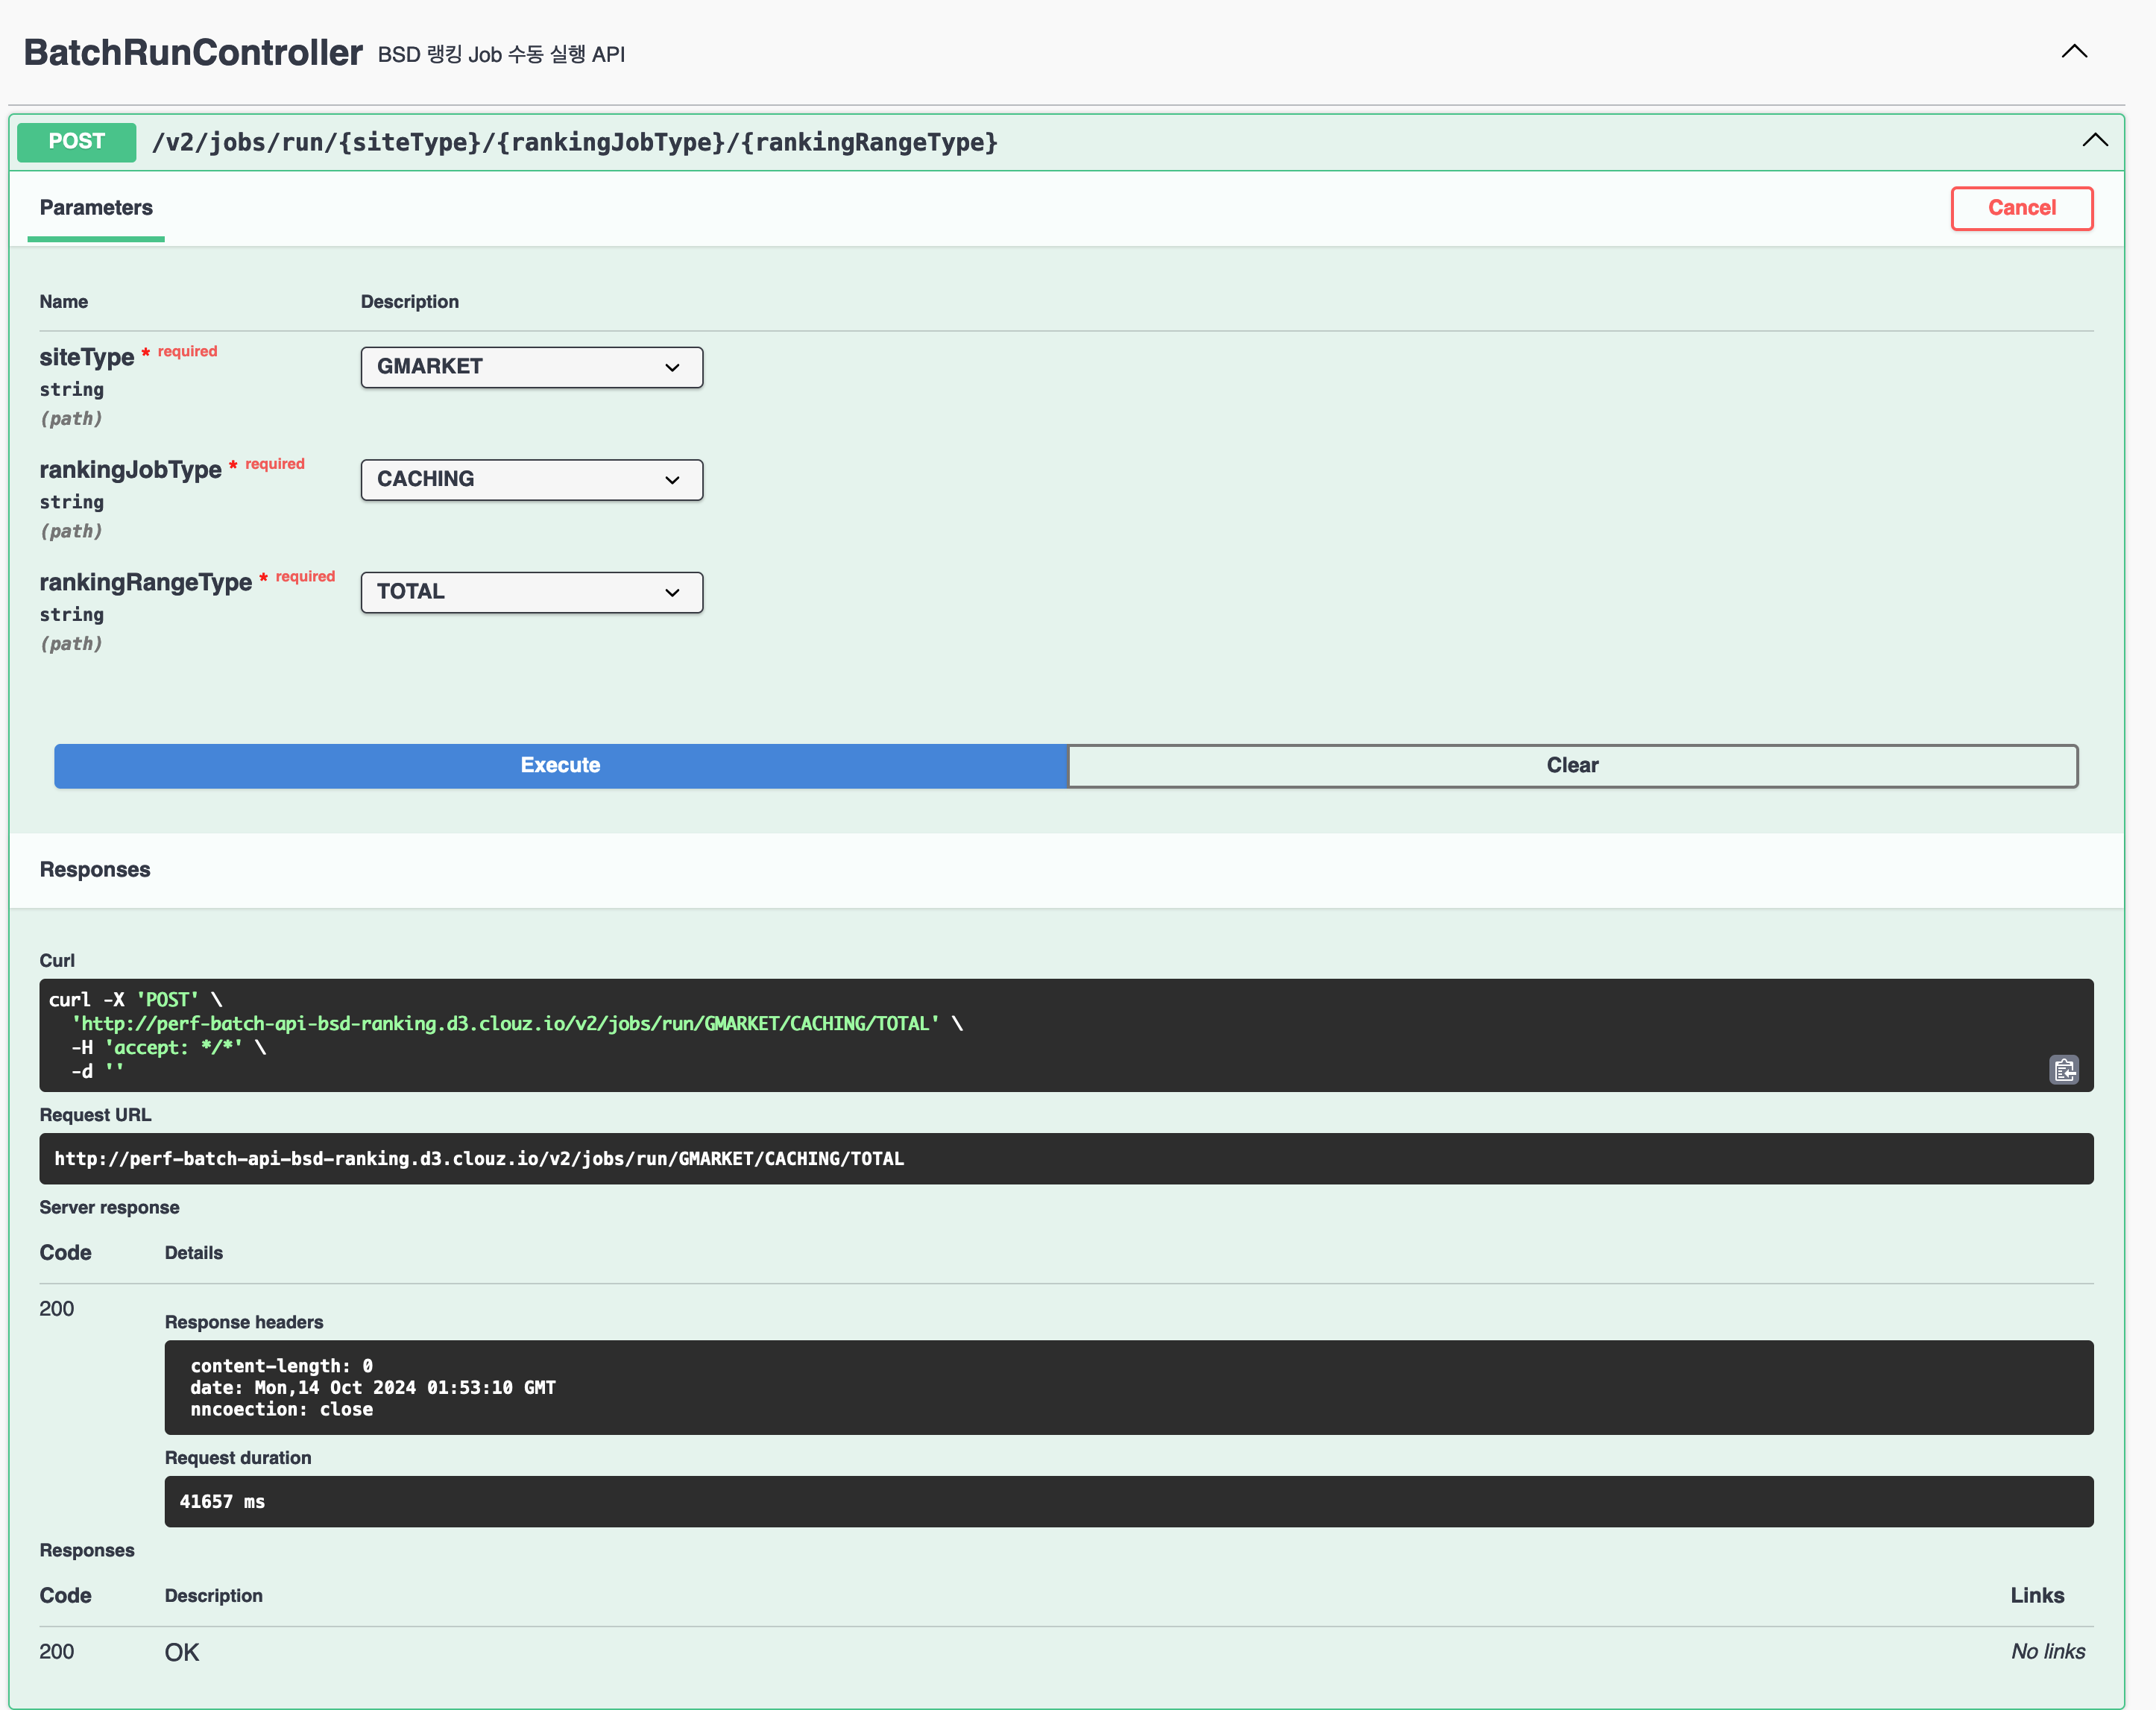 BatchRunController BSD 랭킹 Job 수동 실행 API
POST /v2/jobs/run/{siteType}/{rankingJobType}/{rankingRangeType}
Parameters Cancel
Name Description
siteType * required GMARKET
string
(path)
rankingJobType * required CACHING
string
(path)
rankingRangeType * required TOTAL
string
(path)
Execute Clear
Responses
Curl
curl -X 'POST' \
'http://perf-batch-api-bsd-ranking.d3.clouz.io/v2/jobs/run/GMARKET/CACHING/TOTAL' \
-H 'accept: */*' \
-d ''
Request URL
http://perf-batch-api-bsd-ranking.d3.clouz.io/v2/jobs/run/GMARKET/CACHING/TOTAL
Server response
Code Details
200
Response headers
content-length: 0
date: Mon,14 Oct 2024 01:53:10 GMT
nncoection: close
Request duration
41657 ms
Responses
Code Description Links
200 OK No links